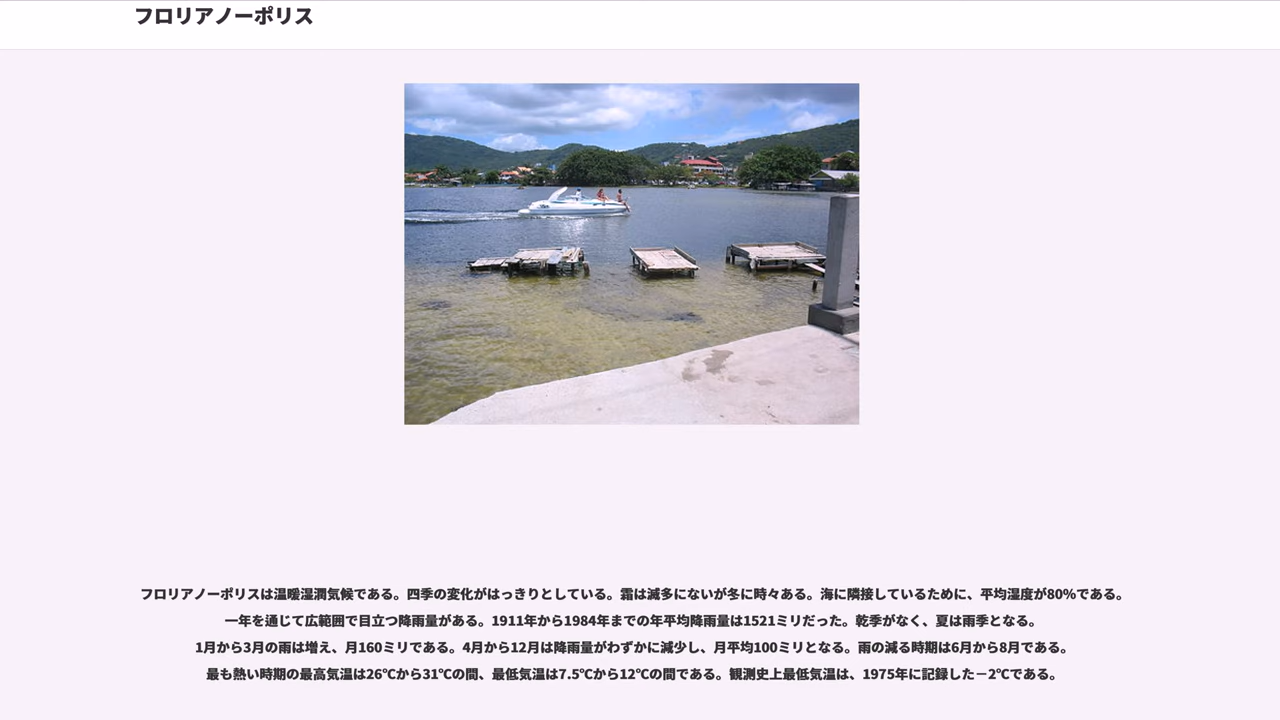 フロリアノーポリス
フロリアノーポリスは温暖湿潤気候である。四季の変化がはっきりとしている。霜は滅多にないが冬に時々ある。海に隣接しているために、平均湿度が80%である。
一年を通じて広範囲で目立つ降雨量がある。1911年から1984年までの年平均降雨量は1521ミリだった。乾季がなく、夏は雨季となる。
1月から3月の雨は増え、月160ミリである。4月から12月は降雨量がわずかに減少し、月平均100ミリとなる。雨の減る時期は6月から8月である。
最も熱い時期の最高気温は26℃から31℃の間、最低気温は7.5℃から12℃の間である。観測史上最低気温は、1975年に記録した－2℃である。